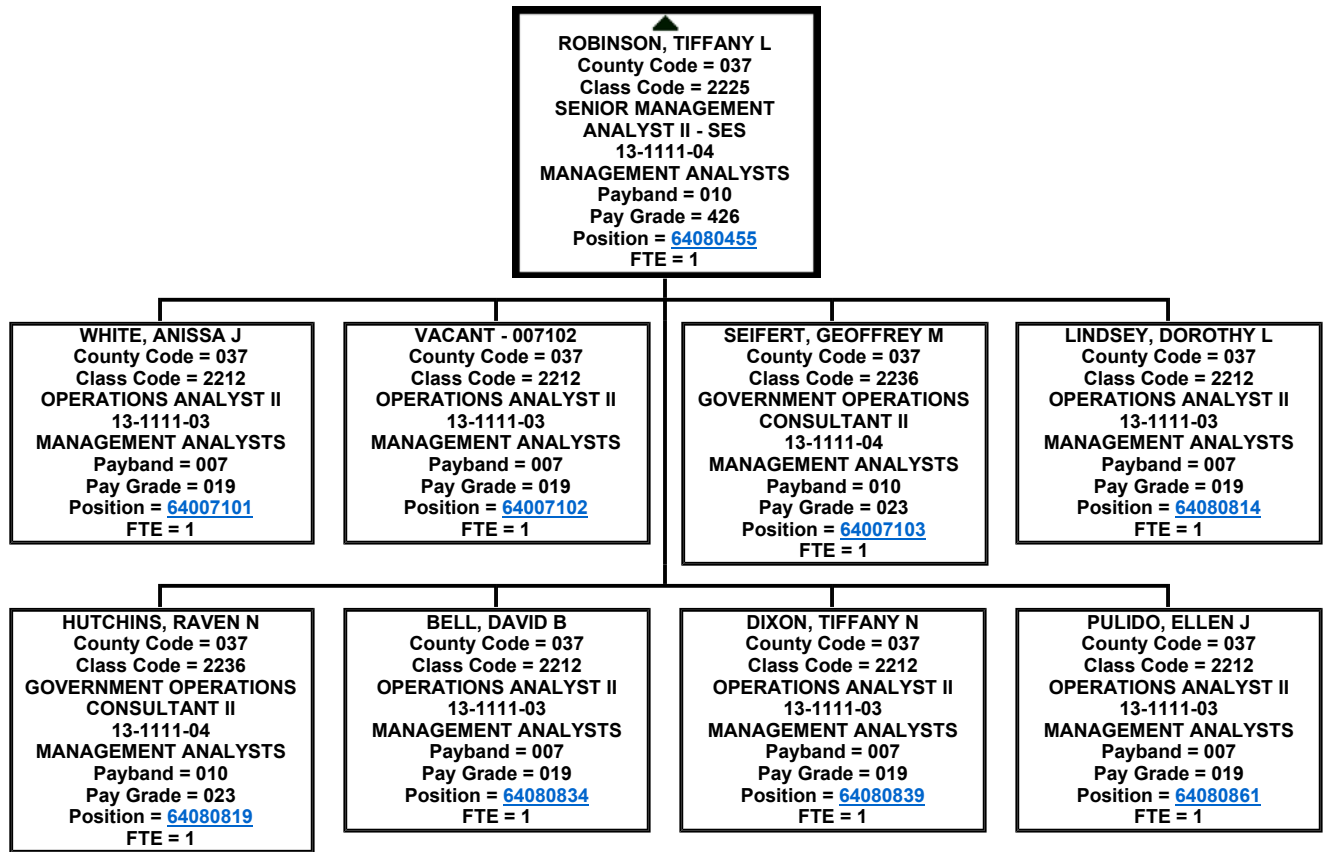 ROBINSON, TIFFANY L
County Code = 037
Class Code = 2225
SENIOR MANAGEMENT
ANALYST II - SES
13-1111-04
MANAGEMENT ANALYSTS
Payband = 010
Pay Grade = 426
Position = 64080455
FTE = 1
WHITE, ANISSA J
County Code = 037
Class Code = 2212
OPERATIONS ANALYST II
13-1111-03
MANAGEMENT ANALYSTS
Payband = 007
Pay Grade = 019
Position = 64007101
FTE = 1
VACANT - 007102
County Code = 037
Class Code = 2212
OPERATIONS ANALYST II
13-1111-03
MANAGEMENT ANALYSTS
Payband = 007
Pay Grade = 019
Position = 64007102
FTE = 1
SEIFERT, GEOFFREY M
County Code = 037
Class Code = 2236
GOVERNMENT OPERATIONS
CONSULTANT II
13-1111-04
MANAGEMENT ANALYSTS
Payband = 010
Pay Grade = 023
Position = 64007103
FTE = 1
LINDSEY, DOROTHY L
County Code = 037
Class Code = 2212
OPERATIONS ANALYST II
13-1111-03
MANAGEMENT ANALYSTS
Payband = 007
Pay Grade = 019
Position = 64080814
FTE = 1
HUTCHINS, RAVEN N
County Code = 037
Class Code = 2236
GOVERNMENT OPERATIONS
CONSULTANT II
13-1111-04
MANAGEMENT ANALYSTS
Payband = 010
Pay Grade = 023
Position = 64080819
FTE = 1
BELL, DAVID B
County Code = 037
Class Code = 2212
OPERATIONS ANALYST II
13-1111-03
MANAGEMENT ANALYSTS
Payband = 007
Pay Grade = 019
Position = 64080834
FTE = 1
DIXON, TIFFANY N
County Code = 037
Class Code = 2212
OPERATIONS ANALYST II
13-1111-03
MANAGEMENT ANALYSTS
Payband = 007
Pay Grade = 019
Position = 64080839
FTE = 1
PULIDO, ELLEN J
County Code = 037
Class Code = 2212
OPERATIONS ANALYST II
13-1111-03
MANAGEMENT ANALYSTS
Payband = 007
Pay Grade = 019
Position = 64080861
FTE = 1